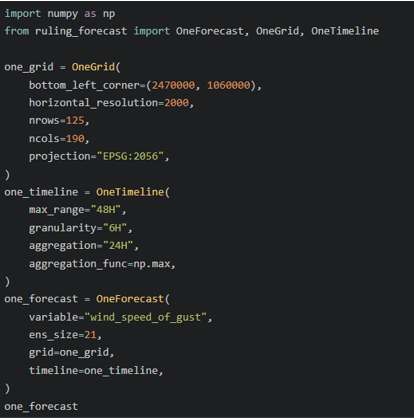 import numpy as np
from ruling_forecast import OneForecast, OneGrid, OneTimeline

one_grid = OneGrid(
    bottom_left_corner=(2470000, 1060000),
    horizontal_resolution=2000,
    nrows=125,
    ncols=190,
    projection="EPSG:2056",
)
one_timeline = OneTimeline(
    max_range="48H",
    granularity="6H",
    aggregation="24H",
    aggregation_func=np.max,
)
one_forecast = OneForecast(
    variable="wind_speed_of_gust",
    ens_size=21,
    grid=one_grid,
    timeline=one_timeline,
)
one_forecast